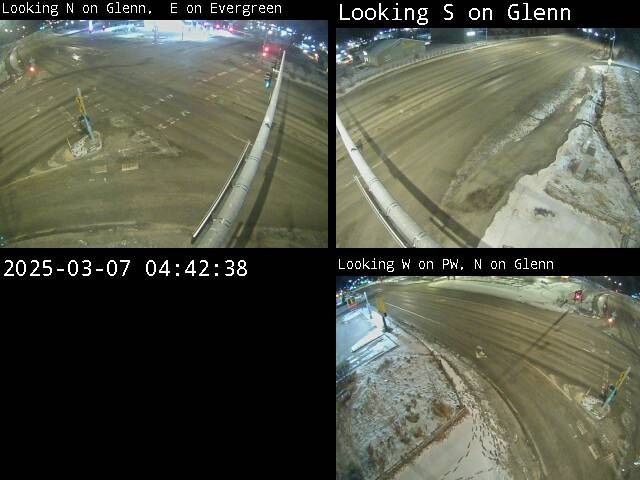 Looking N on Glenn,  E on Evergreen
Looking S on Glenn
2025-03-07 04:42:38
Looking W on PW, N on Glenn